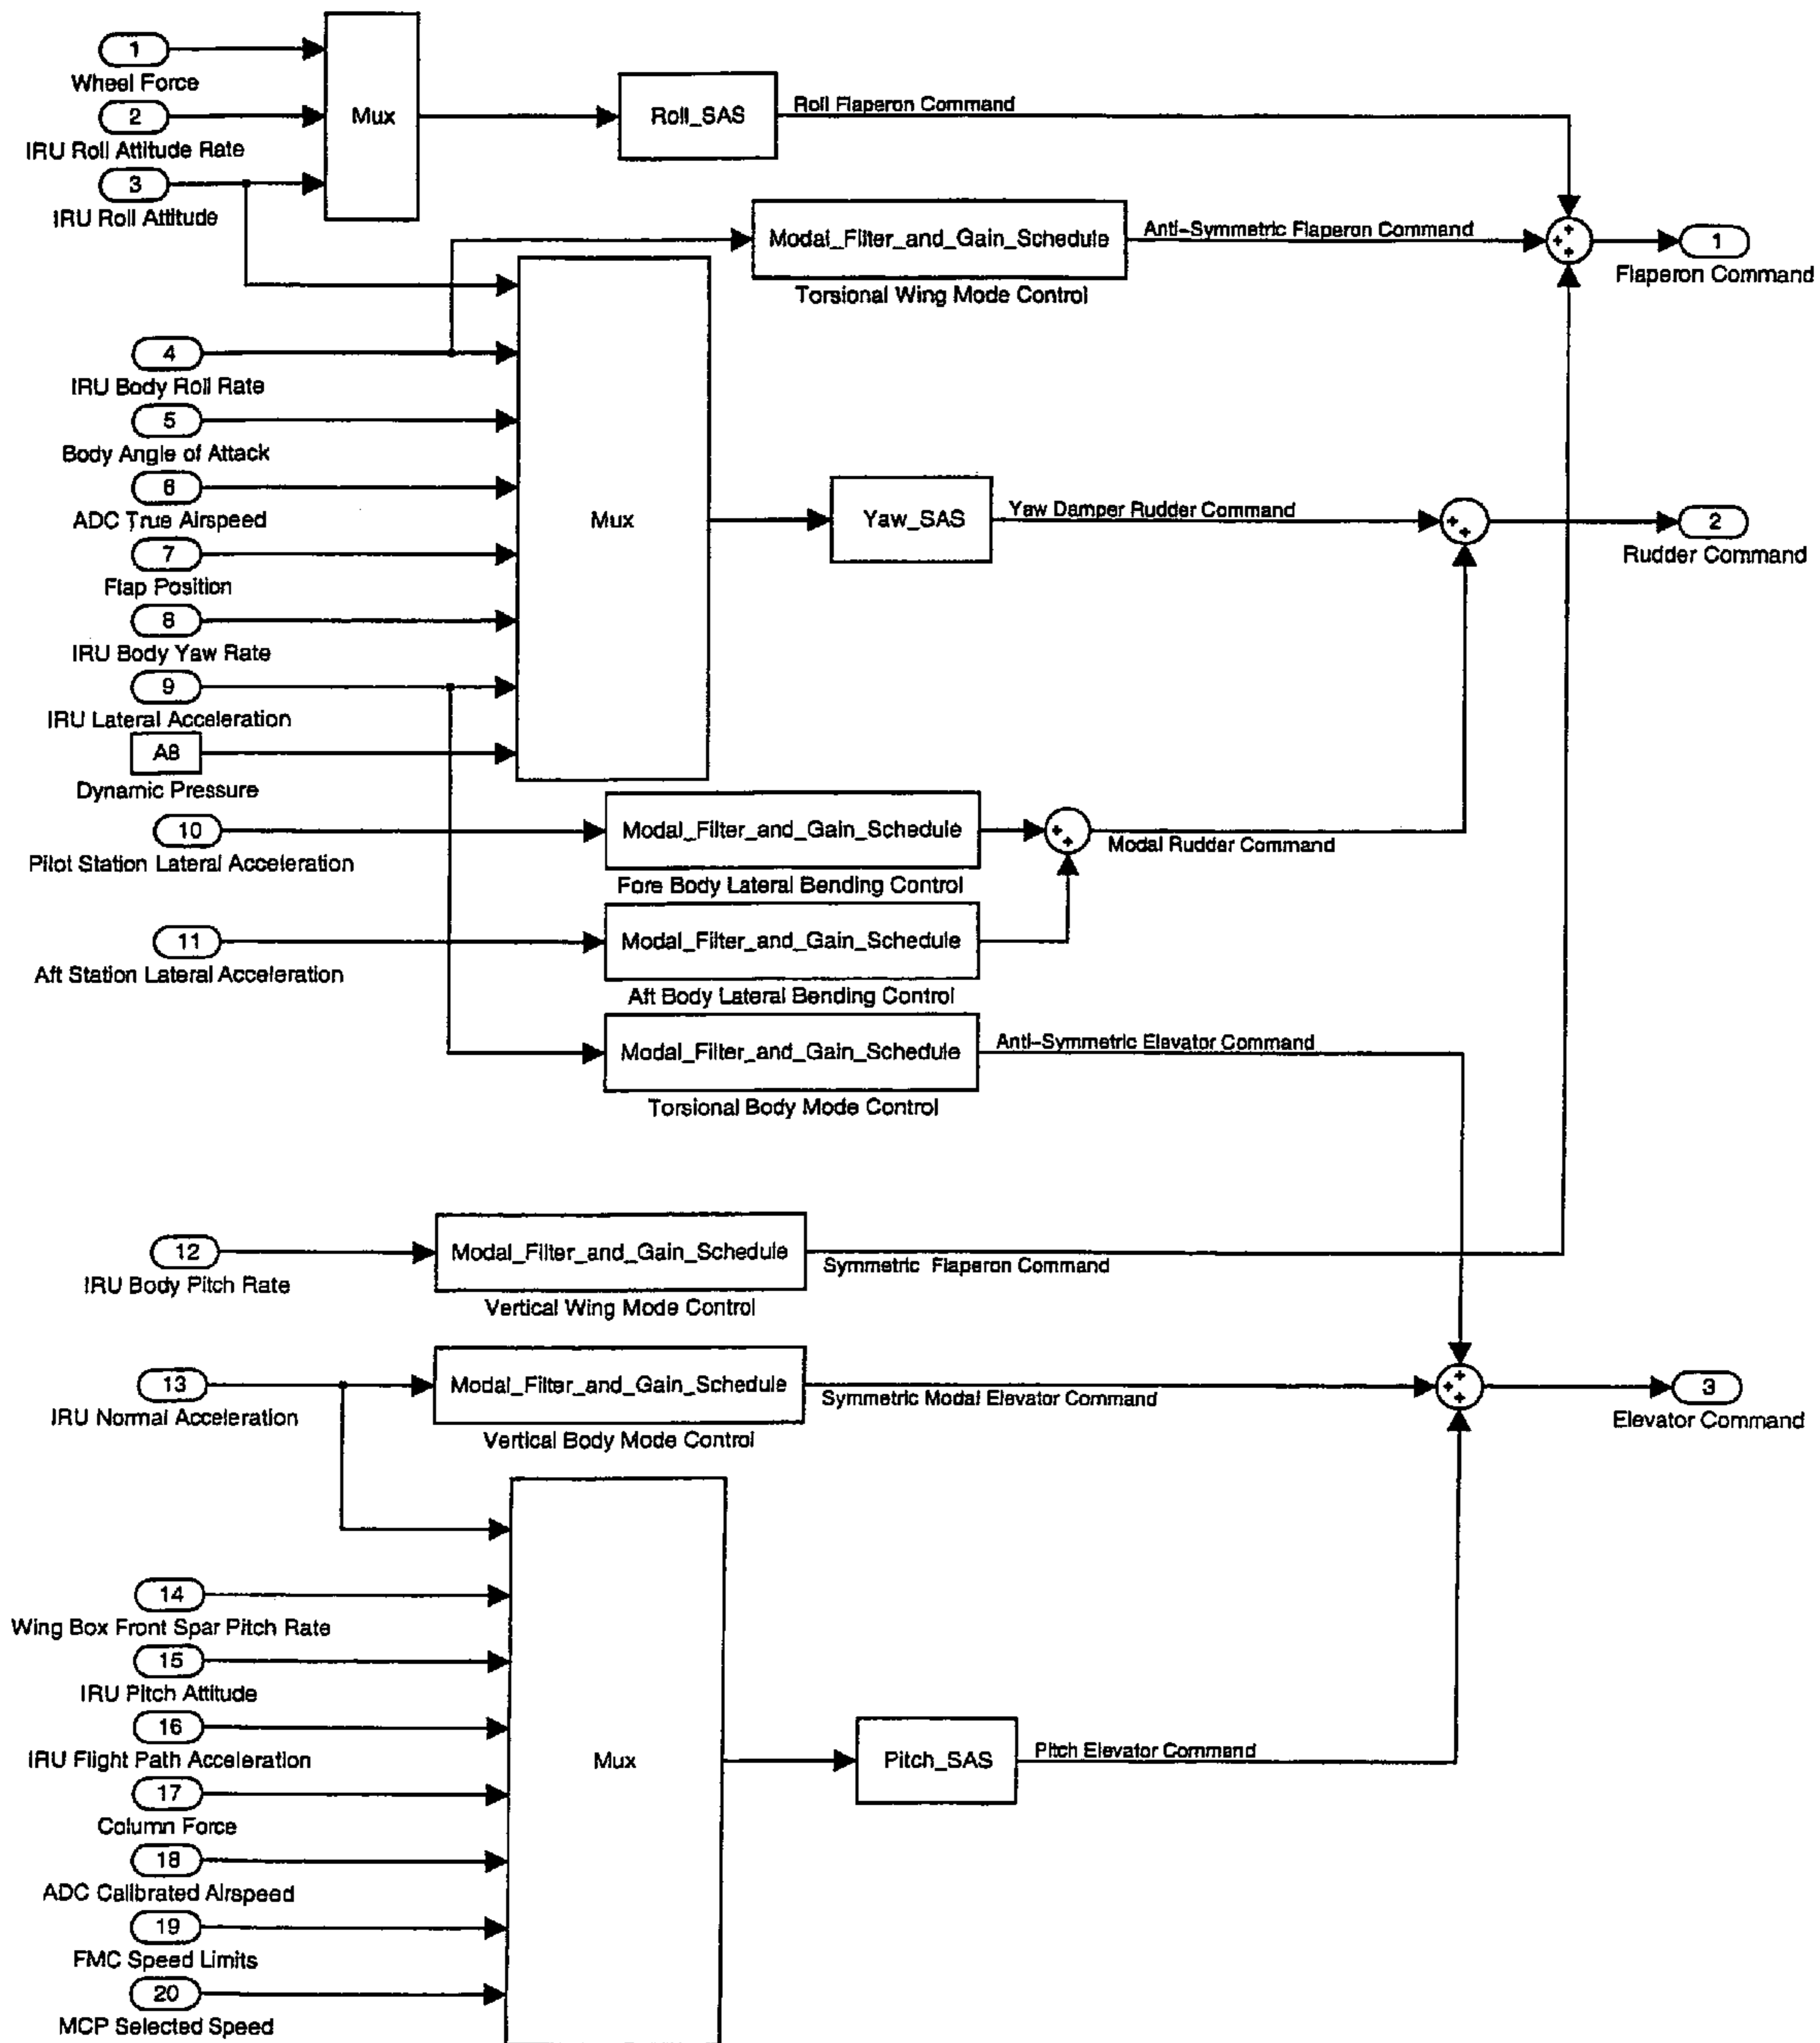 1
Wheel Force
2
IRU Roll Attitude Rate
3
IRU Roll Attitude
Mux
Roll_SAS
Roll Flaperon Command
Modal_Filter_and_Gain_Schedule
Torsional Wing Mode Control
Anti-Symmetric Flaperon Command
+
+
+
1
Flaperon Command
4
IRU Body Roll Rate
5
Body Angle of Attack
6
ADC True Airspeed
7
Flap Position
8
IRU Body Yaw Rate
9
IRU Lateral Acceleration
A8
Dynamic Pressure
Mux
Yaw_SAS
Yaw Damper Rudder Command
+
+
2
Rudder Command
10
Pilot Station Lateral Acceleration
Modal_Filter_and_Gain_Schedule
Fore Body Lateral Bending Control
+
+
Modal Rudder Command
11
Aft Station Lateral Acceleration
Modal_Filter_and_Gain_Schedule
Aft Body Lateral Bending Control
Modal_Filter_and_Gain_Schedule
Torsional Body Mode Control
Anti-Symmetric Elevator Command
12
IRU Body Pitch Rate
Modal_Filter_and_Gain_Schedule
Vertical Wing Mode Control
Symmetric Flaperon Command
13
IRU Normal Acceleration
Modal_Filter_and_Gain_Schedule
Vertical Body Mode Control
Symmetric Modal Elevator Command
+
+
+
3
Elevator Command
14
Wing Box Front Spar Pitch Rate
15
IRU Pitch Attitude
16
IRU Flight Path Acceleration
17
Column Force
18
ADC Calibrated Airspeed
19
FMC Speed Limits
20
MCP Selected Speed
Mux
Pitch_SAS
Pitch Elevator Command